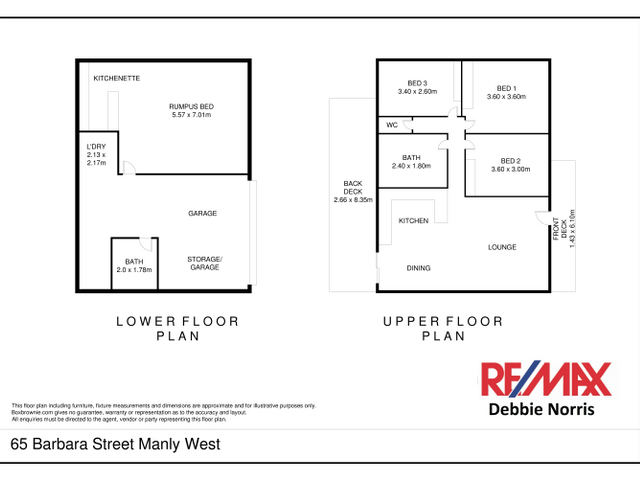 KITCHENETTE
RUMPUS BED
5.57 x 7.01m
L'DRY
2.13 x
2.17m
GARAGE
STORAGE/
GARAGE
BATH
2.0 x 1.78m
LOWER FLOOR
PLAN
BED 3
3.40 x 2.60m
BED 1
3.60 x 3.60m
WC
BATH
2.40 x 1.80m
BED 2
3.60 x 3.00m
BACK
DECK
2.66 x 8.35m
KITCHEN
LOUNGE
DINING
FRONT
DECK
1.43 x 6.10m
UPPER FLOOR
PLAN
RE/MAX
Debbie Norris
This floor plan including furniture, fixture measurements and dimensions are approximate and for illustrative purposes only.
Boxbrownie.com gives no guarantee, warranty or representation as to the accuracy and layout.
All enquiries must be directed to the agent, vendor or party representing this floor plan.
65 Barbara Street Manly West